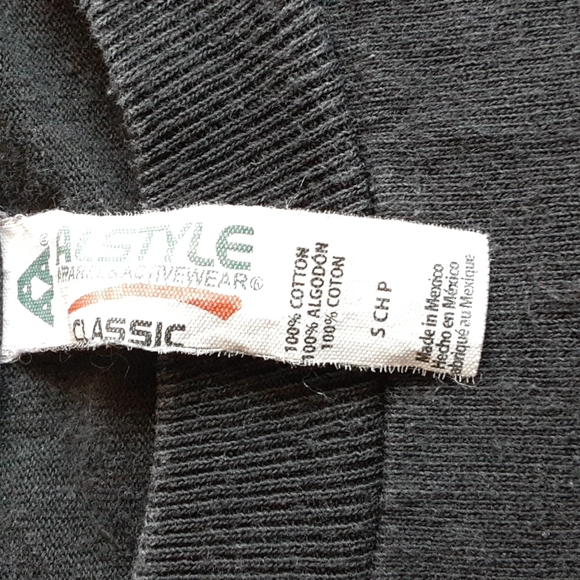 AA®
ALSTYLE
APPAREL & ACTIVEWEAR®
CLASSIC
100% COTTON
100% ALGODÓN
100% COTON
S CH P
Made in Mexico
Hecho en México
Fabriqué au Mexique